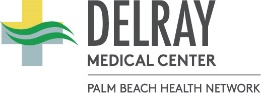 DELRAY
MEDICAL CENTER
PALM BEACH HEALTH NETWORK